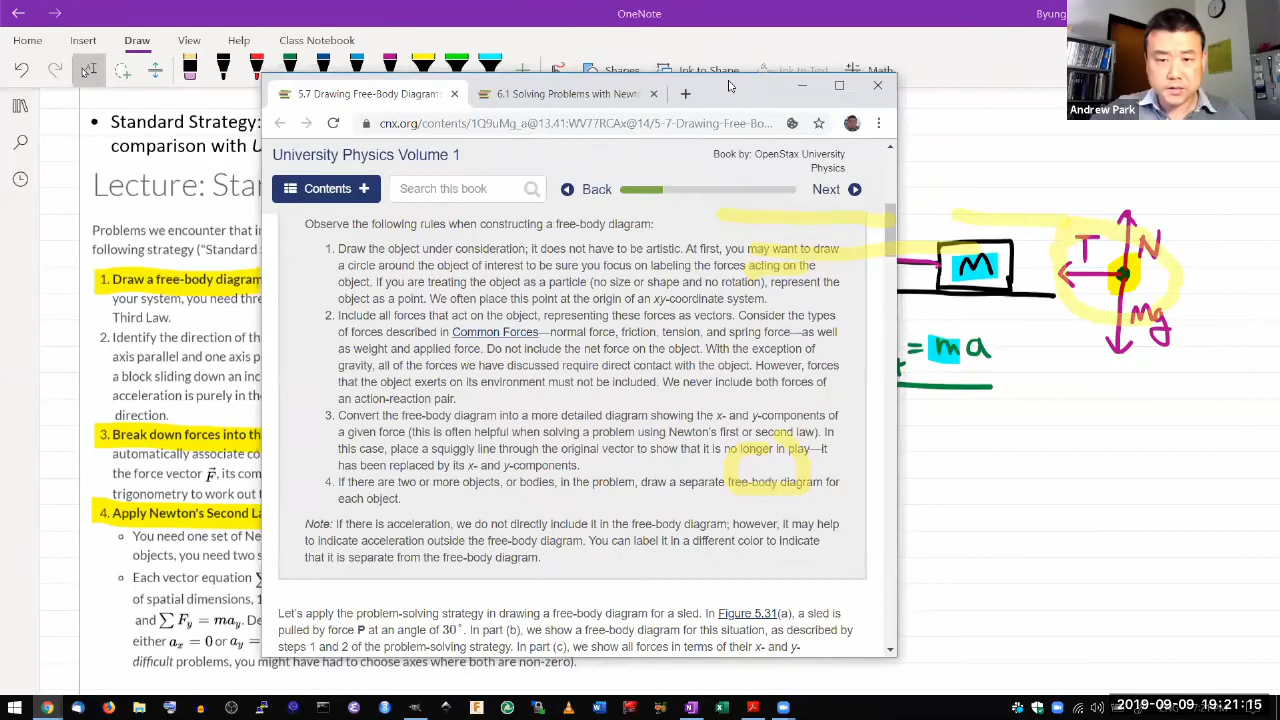 OneNote
Byung
Home Insert Draw View Help Class Notebook
Shapes Ink to Shape Ink to Text Math
Andrew Park
5.7 Drawing Free-Body Diagrams
6.1 Solving Problems with Newt
cnx.org/contents/1Q9uMg_a@13.41:WV77RCAx@14/5-7-Drawing-Free-Bo...
University Physics Volume 1
Book by: OpenStax University
Physics
Contents +
Search this book
Back
Next
Observe the following rules when constructing a free-body diagram:
1. Draw the object under consideration; it does not have to be artistic. At first, you may want to draw
a circle around the object of interest to be sure you focus on labeling the forces acting on the
object. If you are treating the object as a particle (no size or shape and no rotation), represent the
object as a point. We often place this point at the origin of an xy-coordinate system.
2. Include all forces that act on the object, representing these forces as vectors. Consider the types
of forces described in Common Forces—normal force, friction, tension, and spring force—as well
as weight and applied force. Do not include the net force on the object. With the exception of
gravity, all of the forces we have discussed require direct contact with the object. However, forces
that the object exerts on its environment must not be included. We never include both forces of
an action-reaction pair.
3. Convert the free-body diagram into a more detailed diagram showing the x- and y-components of
a given force (this is often helpful when solving a problem using Newton's first or second law). In
this case, place a squiggly line through the original vector to show that it is no longer in play—it
has been replaced by its x- and y-components.
4. If there are two or more objects, or bodies, in the problem, draw a separate free-body diagram for
each object.
Note: If there is acceleration, we do not directly include it in the free-body diagram; however, it may help
to indicate acceleration outside the free-body diagram. You can label it in a different color to indicate
that it is separate from the free-body diagram.
Let's apply the problem-solving strategy in drawing a free-body diagram for a sled. In Figure 5.31(a), a sled is
pulled by force P at an angle of 30°. In part (b), we show a free-body diagram for this situation, as described by
steps 1 and 2 of the problem-solving strategy. In part (c), we show all forces in terms of their x- and y-
• Standard Strategy:
comparison with U
Lecture: Sta
Problems we encounter that i
following strategy ("Standard
1. Draw a free-body diagram
your system, you need thre
Third Law.
2. Identify the direction of th
axis parallel and one axis p
a block sliding down an inc
acceleration is purely in the
direction.
3. Break down forces into th
automatically associate co
the force vector F⃗, its com
trigonometry to work out t
4. Apply Newton's Second La
You need one set of Ne
objects, you need two s
Each vector equation ∑
of spatial dimensions, 1
and ∑ Fy = may. De
either ax = 0 or ay =
difficult problems, you might have to choose axes where both are non-zero).
M
T
N
Mg
= m a
2019-09-09 19:21:15